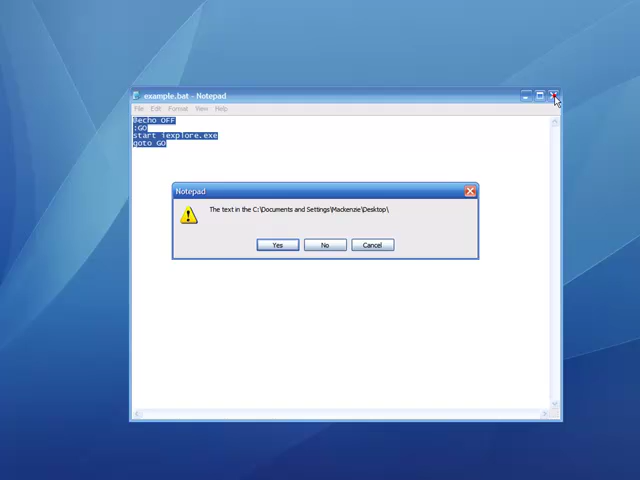 example.bat - Notepad
File Edit Format View Help
@echo OFF
:GO
start iexplore.exe
goto GO
Notepad
The text in the C:\Documents and Settings\Mackenzie\Desktop\
Yes No Cancel